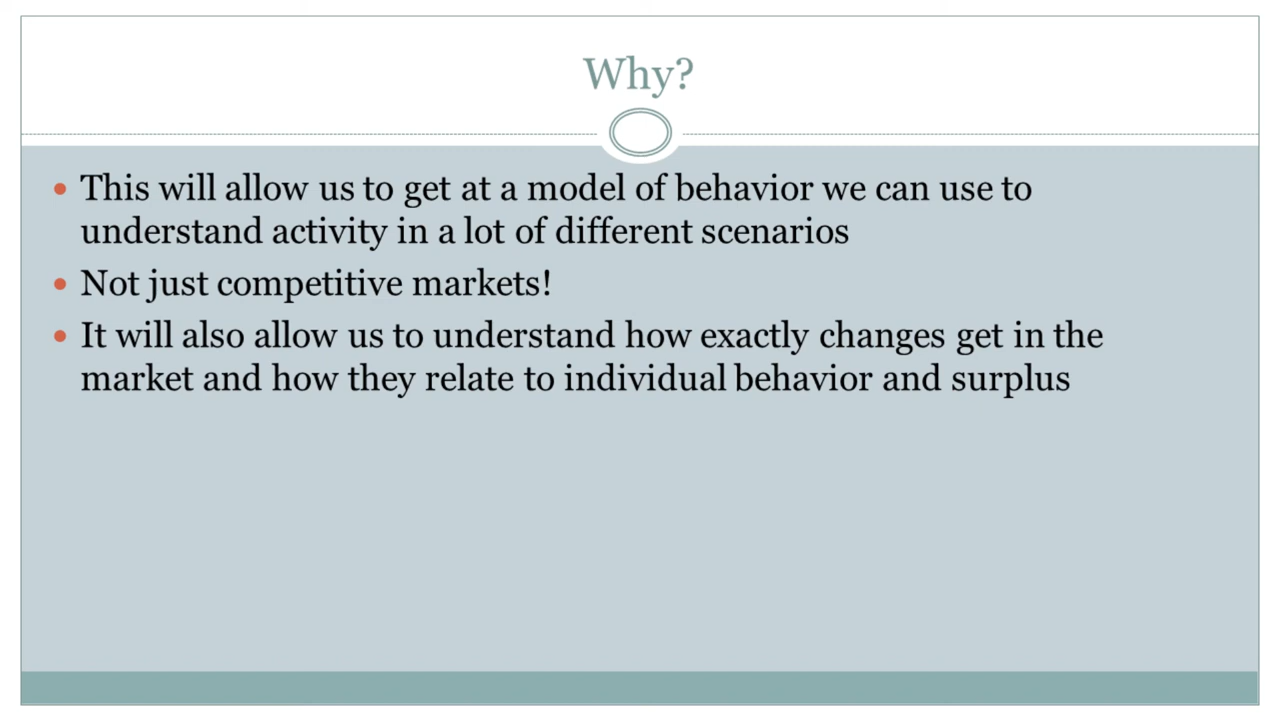 Why?
• This will allow us to get at a model of behavior we can use to
understand activity in a lot of different scenarios
• Not just competitive markets!
• It will also allow us to understand how exactly changes get in the
market and how they relate to individual behavior and surplus